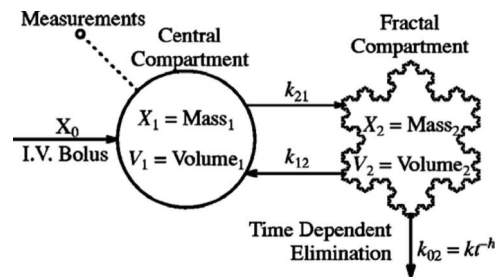 Measurements
Central
Compartment
Fractal
Compartment
X₀
I.V. Bolus
X₁ = Mass₁
V₁ = Volume₁
k₂₁
k₁₂
X₂ = Mass₂
V₂ = Volume₂
Time Dependent
Elimination
k₀₂ = kt⁻ʰ